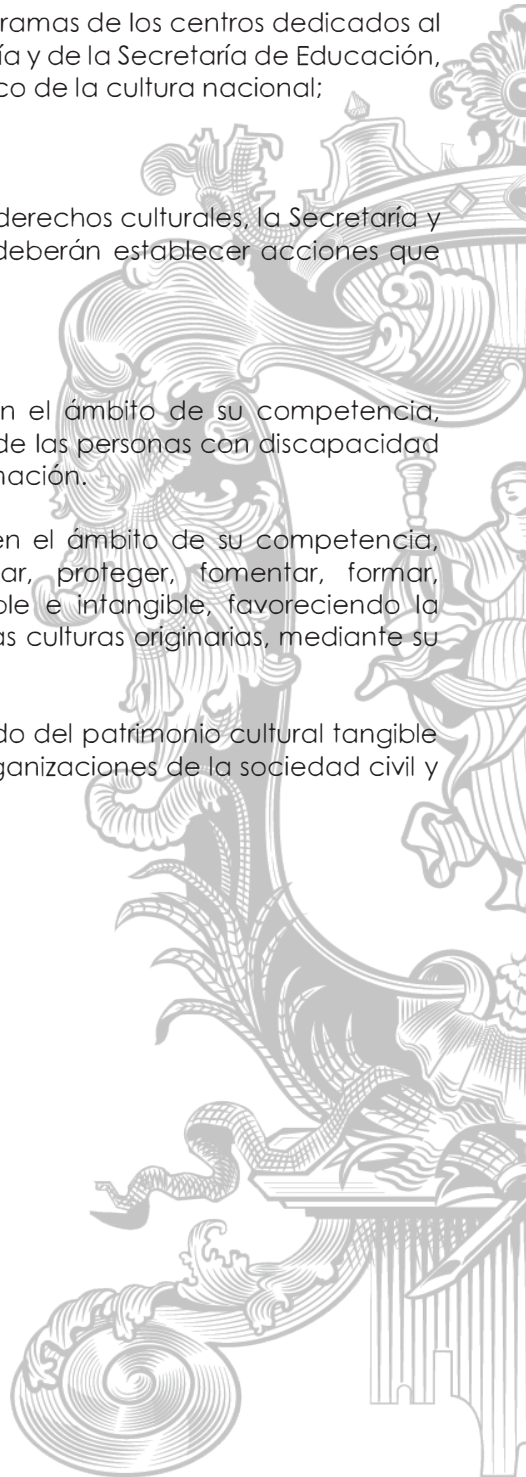 ramas de los centros dedicados al
ía y de la Secretaría de Educación,
co de la cultura nacional;
derechos culturales, la Secretaría y
deberán establecer acciones que
n el ámbito de su competencia,
de las personas con discapacidad
mación.
en el ámbito de su competencia,
ar, proteger, fomentar, formar,
ble e intangible, favoreciendo la
as culturas originarias, mediante su
do del patrimonio cultural tangible
ganizaciones de la sociedad civil y